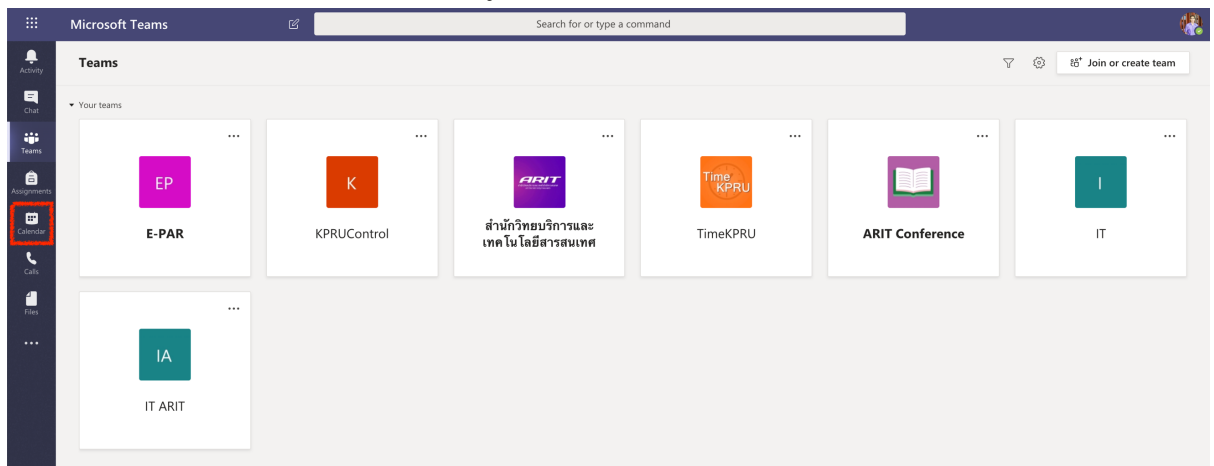 Microsoft Teams
Search for or type a command
Activity
Chat
Teams
Assignments
Calendar
Calls
Files
Teams
Join or create team
Your teams
EP
E-PAR
K
KPRUControl
ARIT
สำนักวิทยบริการและ
เทคโนโลยีสารสนเทศ
Time
KPRU
TimeKPRU
ARIT Conference
I
IT
IA
IT ARIT